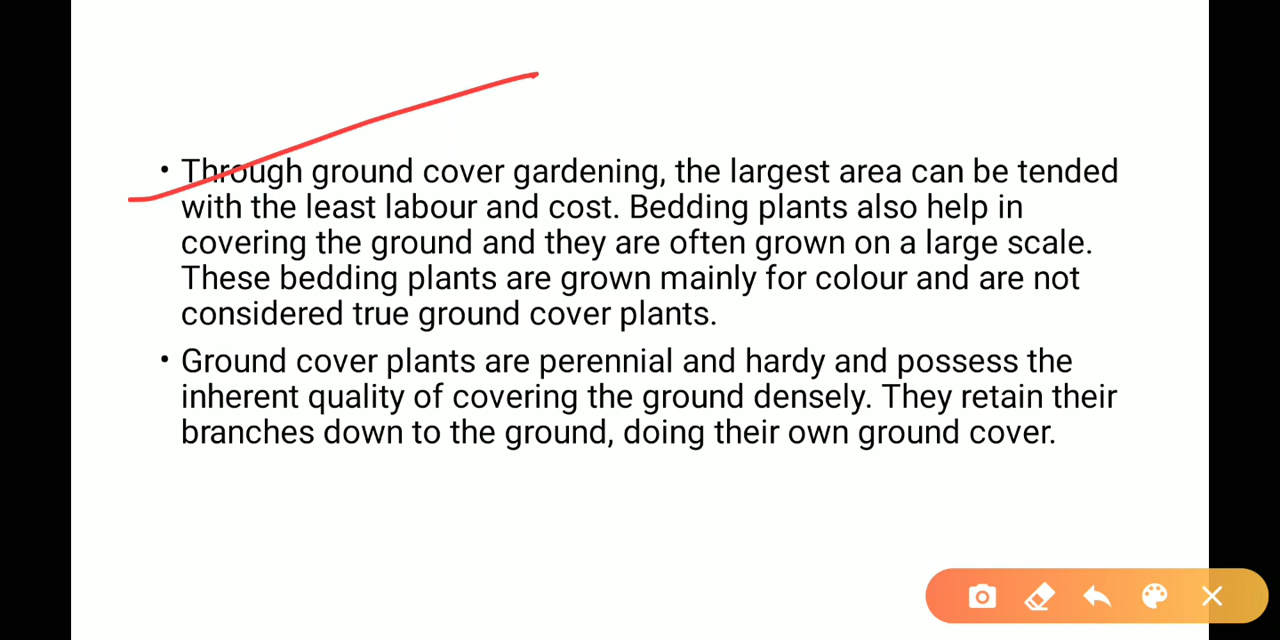 • Through ground cover gardening, the largest area can be tended
with the least labour and cost. Bedding plants also help in
covering the ground and they are often grown on a large scale.
These bedding plants are grown mainly for colour and are not
considered true ground cover plants.
• Ground cover plants are perennial and hardy and possess the
inherent quality of covering the ground densely. They retain their
branches down to the ground, doing their own ground cover.